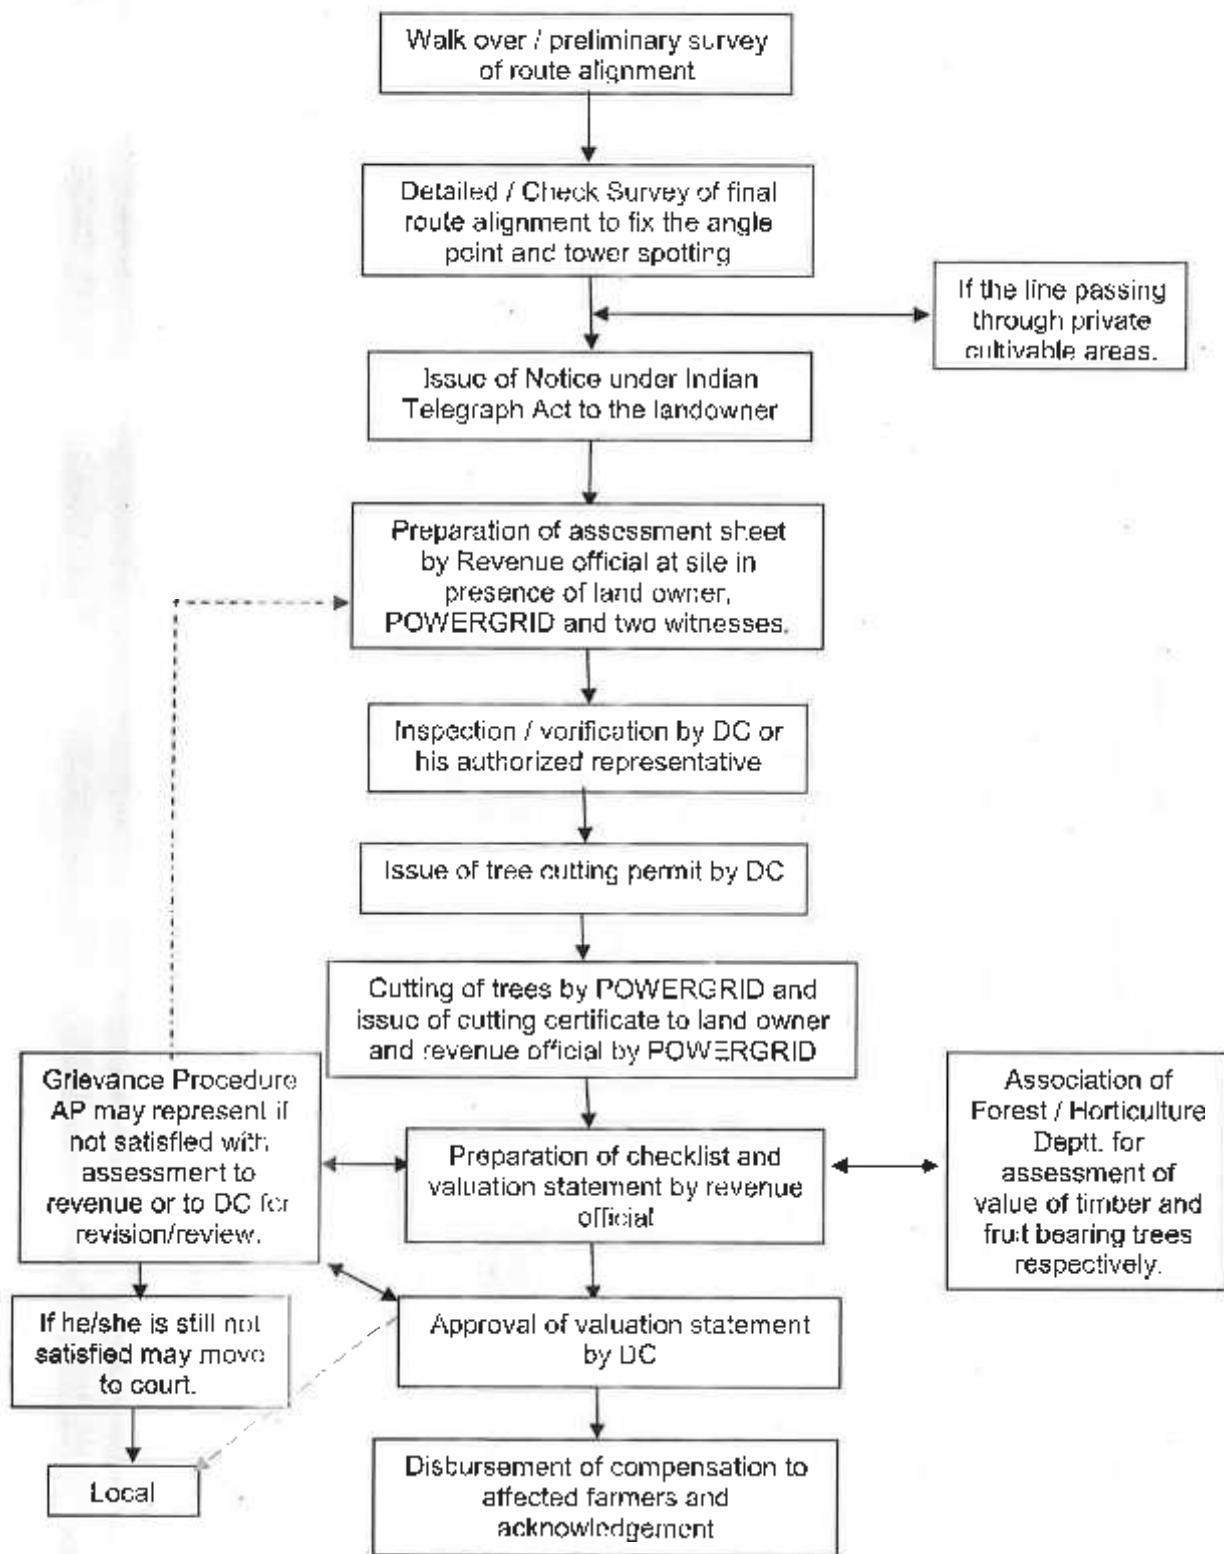 Walk over / preliminary survey
of route alignment
Detailed / Check Survey of final
route alignment to fix the angle
point and tower spotting
If the line passing
through private
cultivable areas.
Issue of Notice under Indian
Telegraph Act to the landowner
Preparation of assessment sheet
by Revenue official at site in
presence of land owner,
POWERGRID and two witnesses.
Inspection / verification by DC or
his authorized representative
Issue of tree cutting permit by DC
Cutting of trees by POWERGRID and
issue of cutting certificate to land owner
and revenue official by POWERGRID
Grievance Procedure
AP may represent if
not satisfied with
assessment to
revenue or to DC for
revision/review.
Preparation of checklist and
valuation statement by revenue
official
Association of
Forest / Horticulture
Deptt. for
assessment of
value of timber and
fruit bearing trees
respectively.
If he/she is still not
satisfied may move
to court.
Approval of valuation statement
by DC
Local
Disbursement of compensation to
affected farmers and
acknowledgement